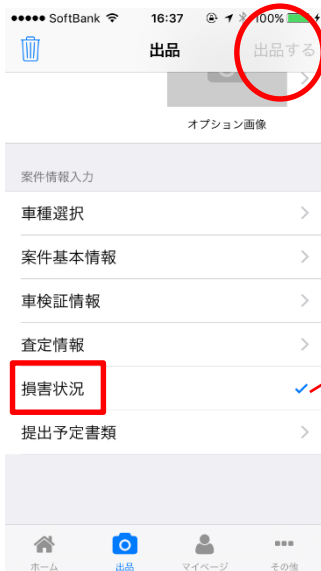 ●●●●● SoftBank 16:37 100%
出品 出品する
オプション画像
案件情報入力
車種選択
案件基本情報
車検証情報
査定情報
損害状況
提出予定書類
ホーム 出品 マイページ その他